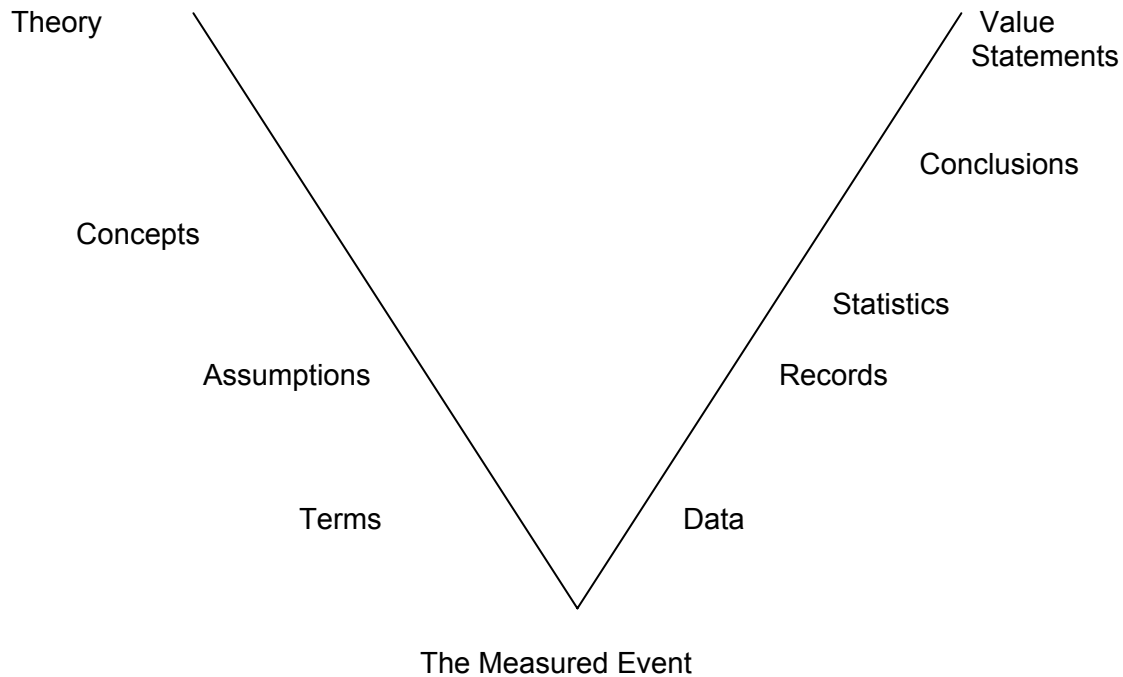 Theory
Value
Statements
Conclusions
Concepts
Statistics
Assumptions
Records
Terms
Data
The Measured Event